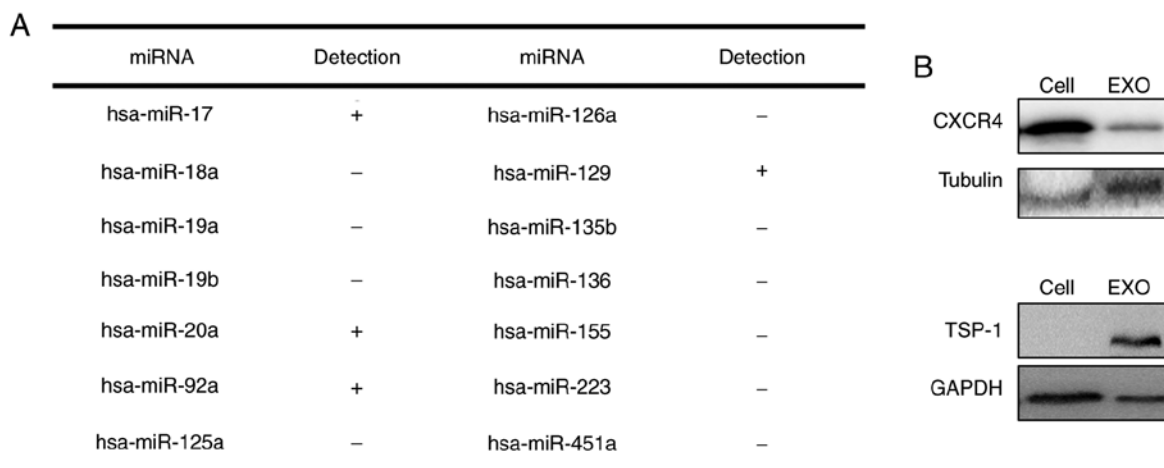 A
miRNA Detection miRNA Detection
hsa-miR-17 + hsa-miR-126a –
hsa-miR-18a – hsa-miR-129 +
hsa-miR-19a – hsa-miR-135b –
hsa-miR-19b – hsa-miR-136 –
hsa-miR-20a + hsa-miR-155 –
hsa-miR-92a + hsa-miR-223 –
hsa-miR-125a – hsa-miR-451a –
B
Cell EXO
CXCR4
Tubulin
Cell EXO
TSP-1
GAPDH